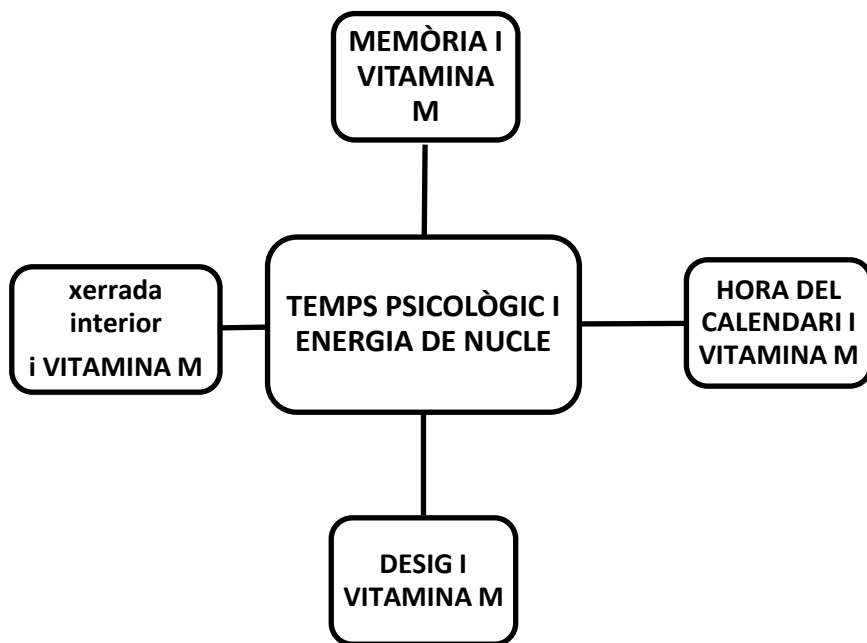 MEMÒRIA I
VITAMINA
M
xerrada
interior
i VITAMINA M
TEMPS PSICOLÒGIC I
ENERGIA DE NUCLE
HORA DEL
CALENDARI I
VITAMINA M
DESIG I
VITAMINA M